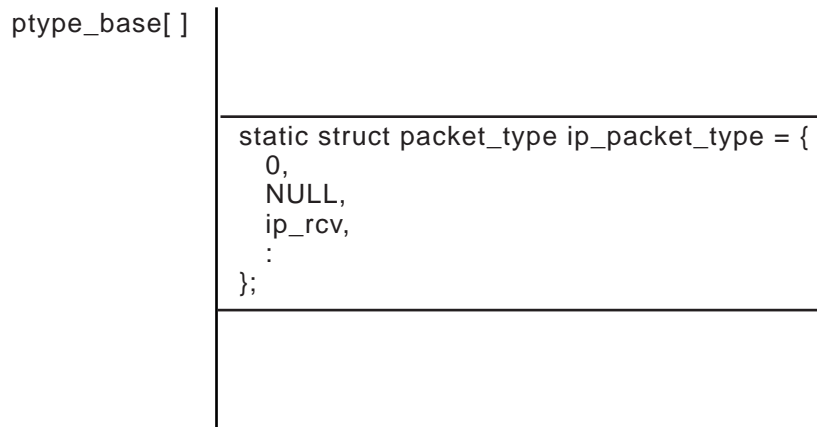 ptype_base[ ]
static struct packet_type ip_packet_type = {
0,
NULL,
ip_rcv,
:
};